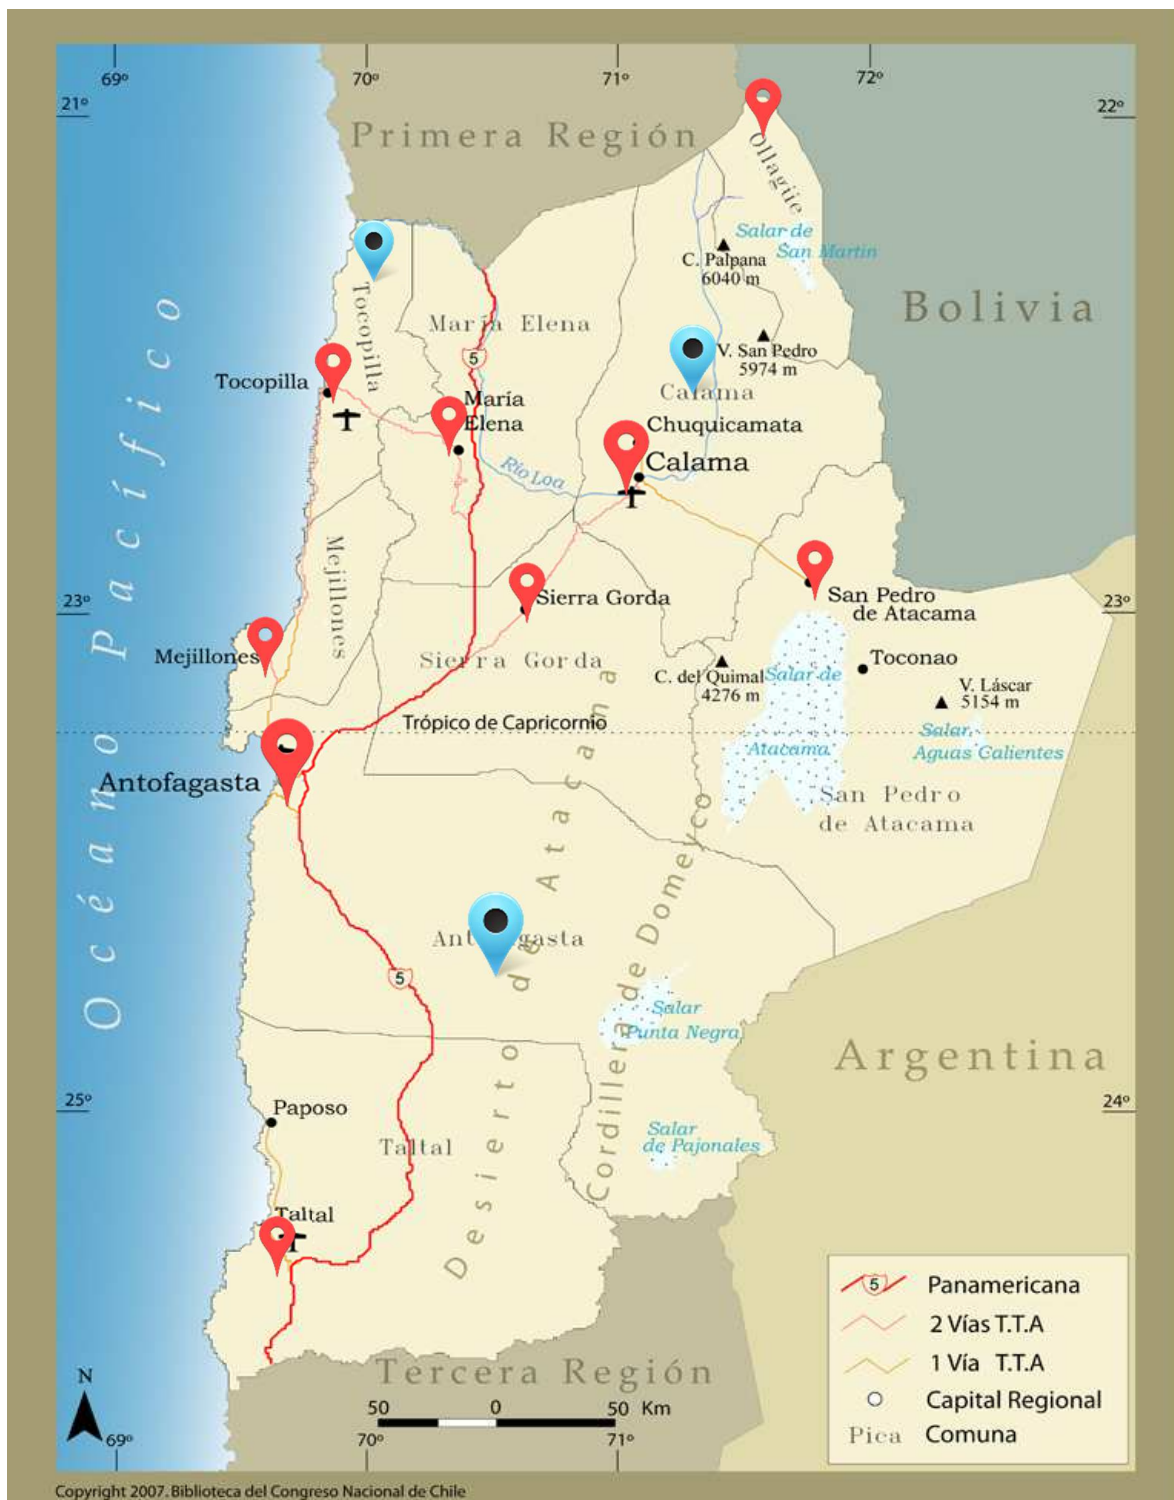 69º
70º
71º
72º
21º
22º
Primera Región
Ollagüe
Salar de
San Martín
C. Palpana
6040 m
Bolivia
Tocopilla
María Elena
5
V. San Pedro
5974 m
Tocopilla
Calama
María
Elena
Chuquicamata
Calama
Río Loa
Océano Pacífico
Mejillones
Sierra Gorda
San Pedro
de Atacama
23º
23º
Mejillones
Sierra Gorda
Toconao
C. del Quimal
4276 m
Salar de
Atacama
V. Láscar
5154 m
Trópico de Capricornio
Salar
Aguas Calientes
Antofagasta
San Pedro
de Atacama
Desierto de Atacama
Cordillera de Domeyco
Antofagasta
5
Salar
Punta Negra
Argentina
25º
24º
Paposo
Taltal
Salar
de Pajonales
Taltal
Tercera Región
5 Panamericana
2 Vías T.T.A
1 Vía T.T.A
Capital Regional
Pica Comuna
N
50 0 50 Km
69º
70º
71º
Copyright 2007. Biblioteca del Congreso Nacional de Chile